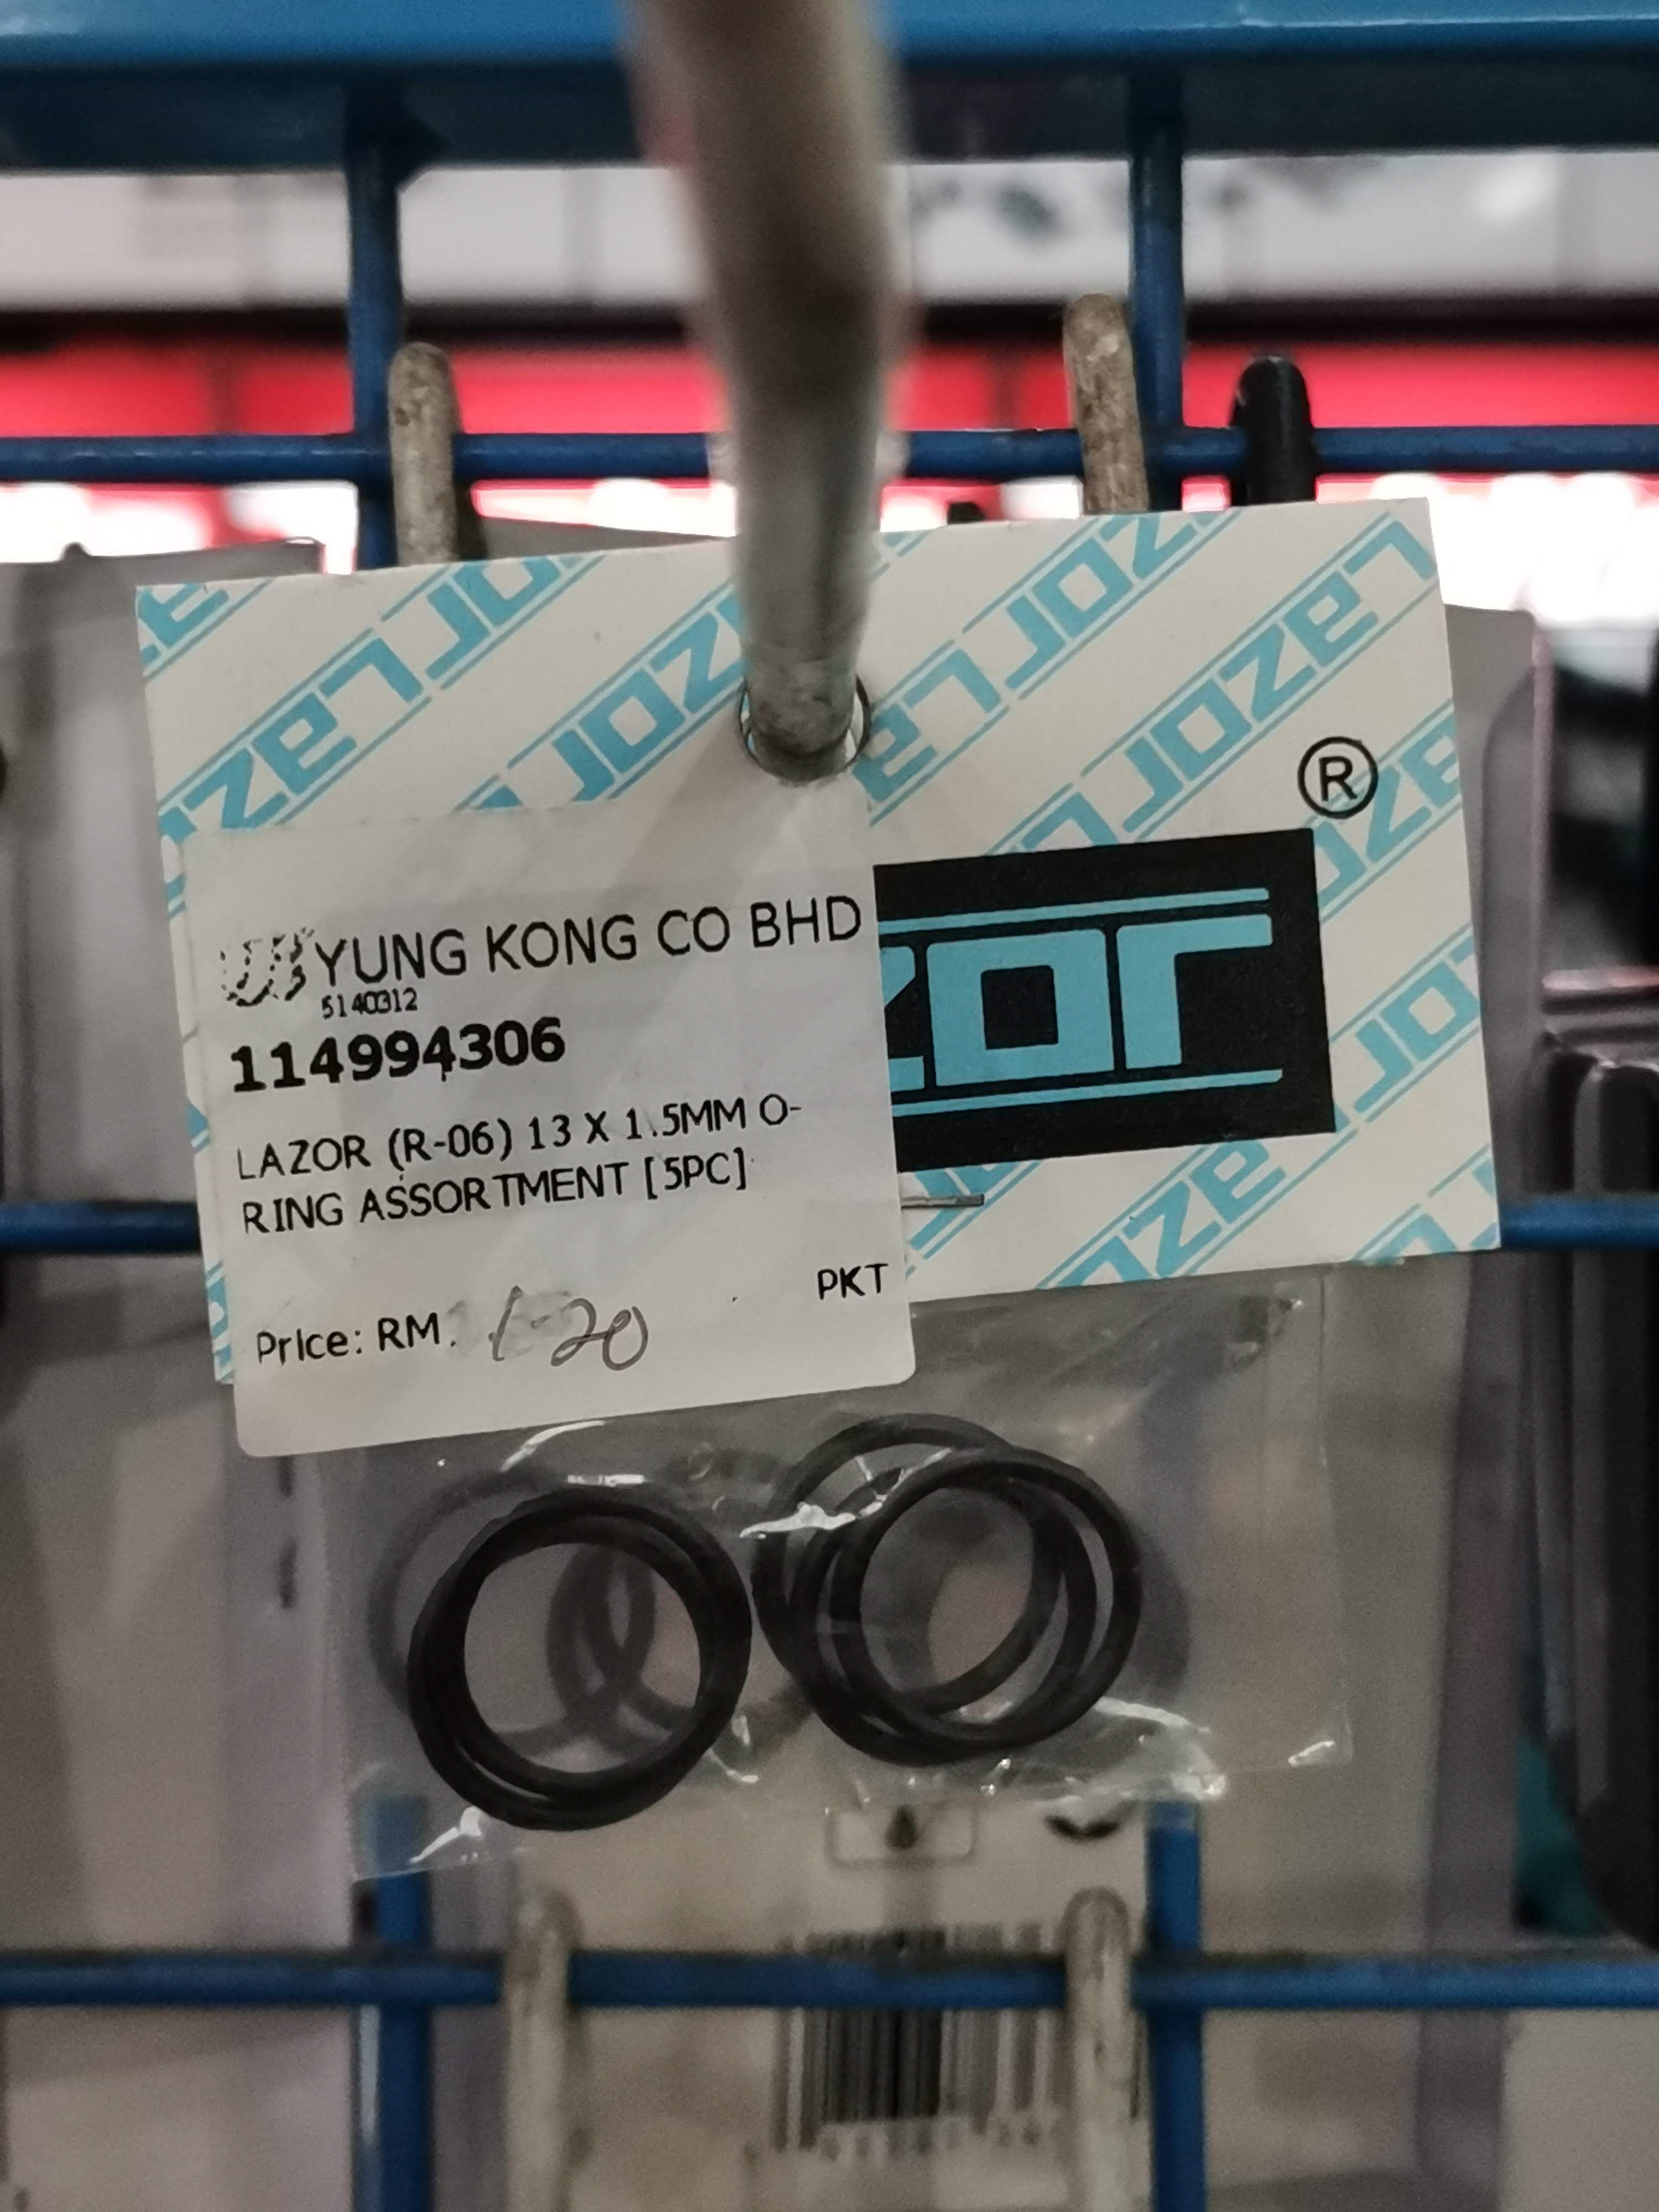 ®
zor
YUNG KONG CO BHD
5140312
114994306
LAZOR (R-06) 13 X 1.5MM O-
RING ASSORTMENT [5PC]
PKT
Price: RM. 1-20